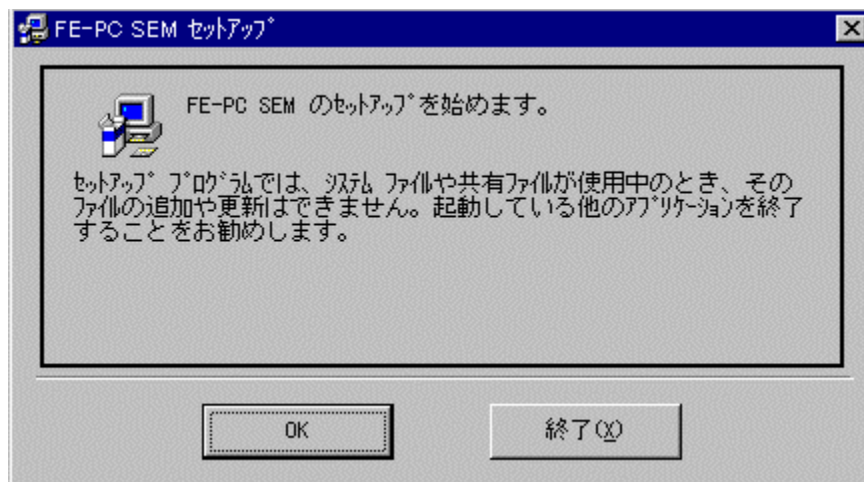 FE-PC SEM ｾｯﾄｱｯﾌﾟ
FE-PC SEM のｾｯﾄｱｯﾌﾟを始めます。
ｾｯﾄｱｯﾌﾟ ﾌﾟﾛｸﾞﾗﾑでは、ｼｽﾃﾑ ﾌｧｲﾙや共有ﾌｧｲﾙが使用中のとき、その
ﾌｧｲﾙの追加や更新はできません。起動している他のｱﾌﾟﾘｹｰｼｮﾝを終了
することをお勧めします。
OK
終了(X)